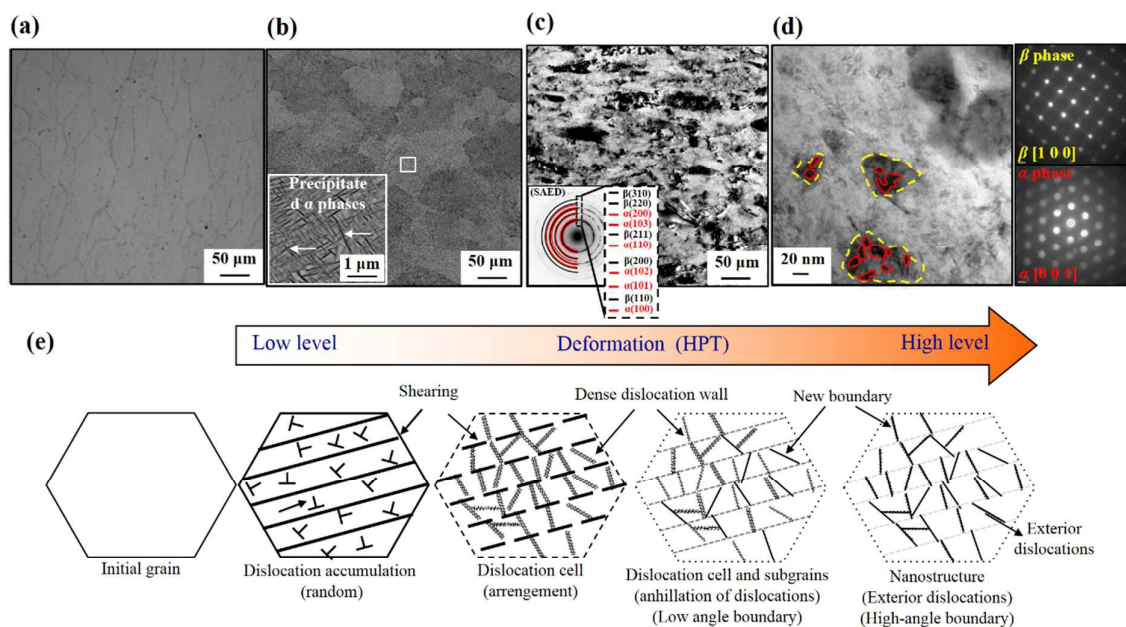 (a)
50 µm
(b)
Precipitate
d α phases
1 µm
50 µm
(c)
(SAED)
β(310)
β(220)
α(200)
α(103)
β(211)
α(110)
β(200)
α(102)
α(101)
β(110)
α(100)
50 µm
(d)
20 nm
β phase
β [1 0 0]
α phase
α [0 0 1]
(e)
Low level
Deformation (HPT)
High level
Shearing
Dense dislocation wall
New boundary
Exterior
dislocations
Initial grain
Dislocation accumulation
(random)
Dislocation cell
(arrengement)
Dislocation cell and subgrains
(anhillation of dislocations)
(Low angle boundary)
Nanostructure
(Exterior dislocations)
(High-angle boundary)